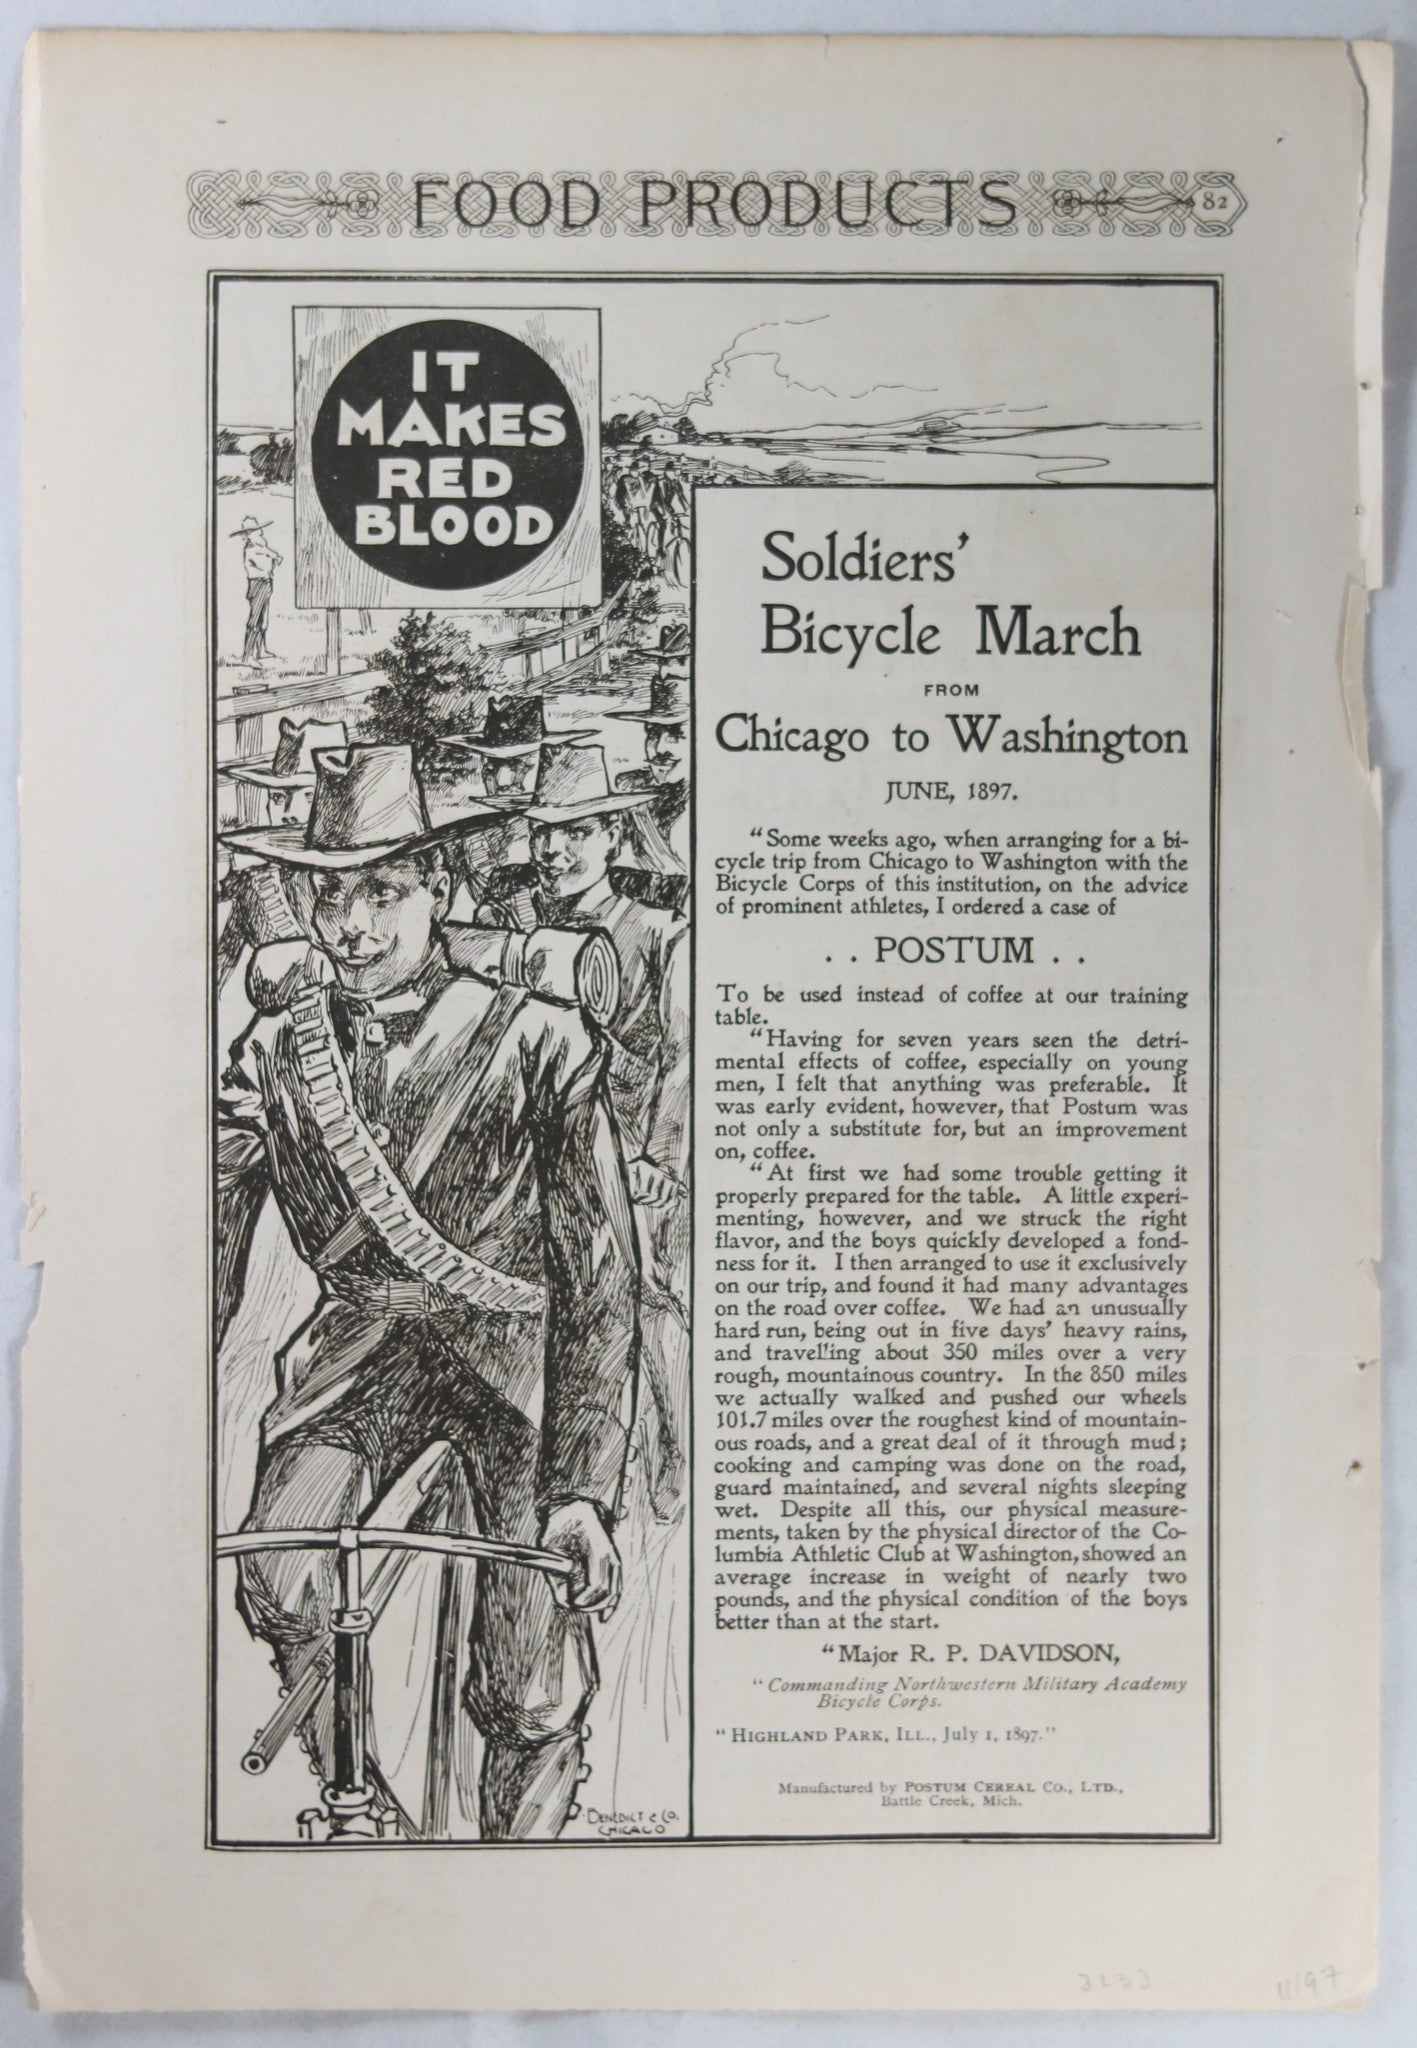 FOOD PRODUCTS 82
IT
MAKES
RED
BLOOD
Soldiers'
Bicycle March
FROM
Chicago to Washington
JUNE, 1897.
"Some weeks ago, when arranging for a bi-
cycle trip from Chicago to Washington with the
Bicycle Corps of this institution, on the advice
of prominent athletes, I ordered a case of
. . POSTUM . .
To be used instead of coffee at our training
table.
"Having for seven years seen the detri-
mental effects of coffee, especially on young
men, I felt that anything was preferable. It
was early evident, however, that Postum was
not only a substitute for, but an improvement
on, coffee.
"At first we had some trouble getting it
properly prepared for the table. A little experi-
menting, however, and we struck the right
flavor, and the boys quickly developed a fond-
ness for it. I then arranged to use it exclusively
on our trip, and found it had many advantages
on the road over coffee. We had an unusually
hard run, being out in five days' heavy rains,
and travelling about 350 miles over a very
rough, mountainous country. In the 850 miles
we actually walked and pushed our wheels
101.7 miles over the roughest kind of mountain-
ous roads, and a great deal of it through mud;
cooking and camping was done on the road,
guard maintained, and several nights sleeping
wet. Despite all this, our physical measure-
ments, taken by the physical director of the Co-
lumbia Athletic Club at Washington, showed an
average increase in weight of nearly two
pounds, and the physical condition of the boys
better than at the start.
"Major R. P. DAVIDSON,
"Commanding Northwestern Military Academy
Bicycle Corps.
"HIGHLAND PARK, ILL., July 1, 1897."
Manufactured by POSTUM CEREAL CO., LTD.,
Battle Creek, Mich.
BENEDICT & CO.
CHICAGO
11/97